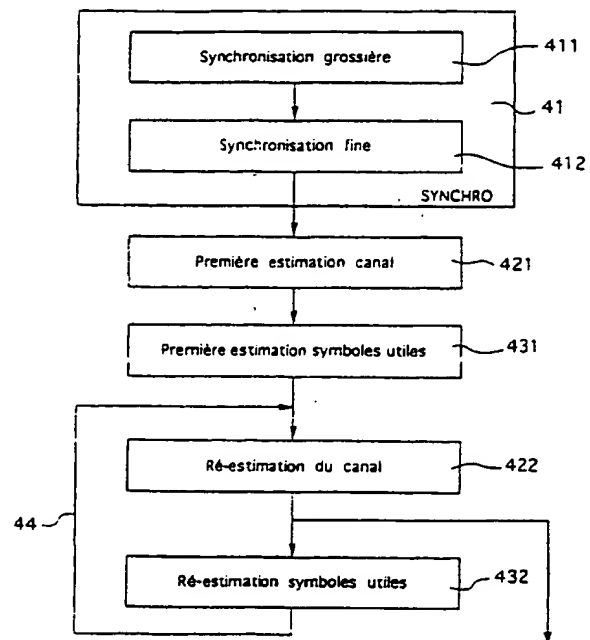 Synchronisation grossière
411
41
Synchronisation fine
412
SYNCHRO
Première estimation canal
421
Première estimation symboles utiles
431
Ré-estimation du canal
422
44
Ré-estimation symboles utiles
432